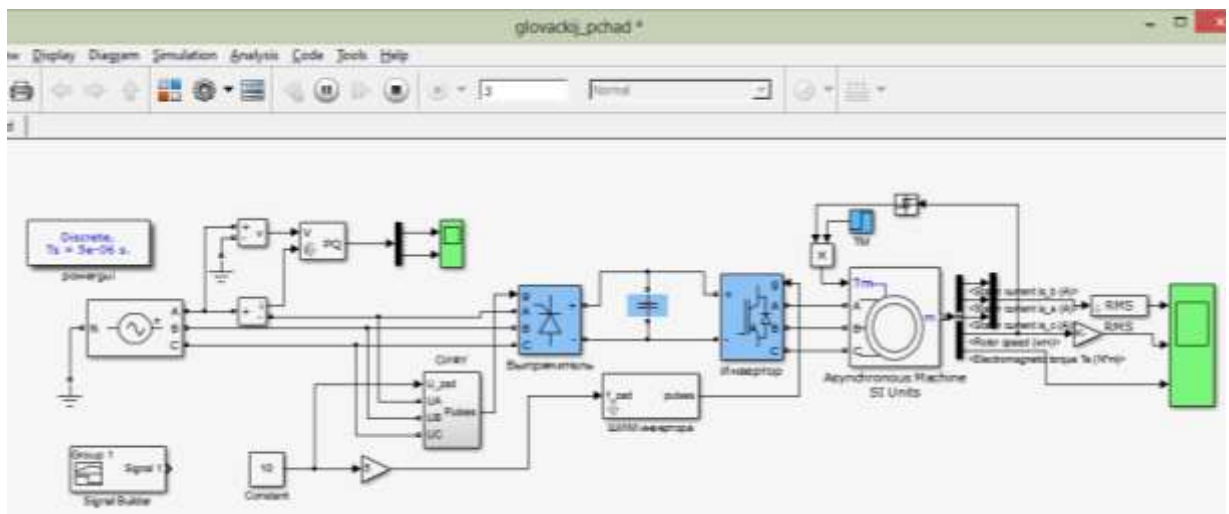 glovackij_pchad *
Display Diagram Simulation Analysis Code Tools Help
3 Normal
Discrete,
Ts = 5e-06 s.
powergui
V
PQ
TM
Tm
m
N
A
B
C
A
B
C
+
-
Выпрямитель
+
-
A
B
C
Инвертор
A
B
C
Asynchronous Machine
SI Units
<Rotor speed (wm)>
<Electromagnetic torque Te (N*m)>
RMS
RMS
СИФУ
U_zad
UA
UB
UC
Pulses
f_zad
pulses
ШИМ инвертора
Group 1
Signal 1
Signal Builder
10
Constant